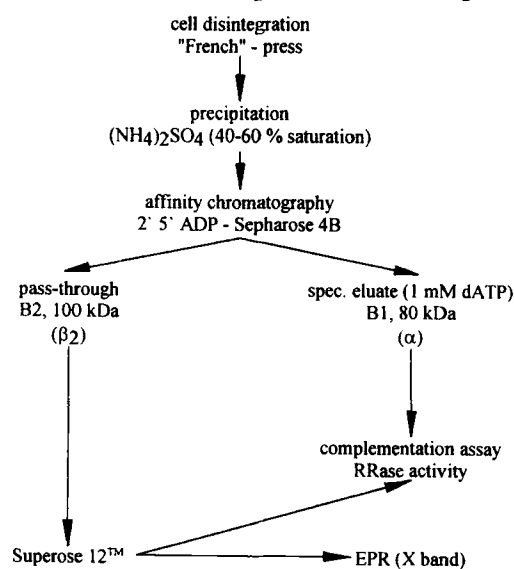 cell disintegration
"French" - press
precipitation
(NH4)2SO4 (40-60 % saturation)
affinity chromatography
2` 5` ADP - Sepharose 4B
pass-through
B2, 100 kDa
(β2)
spec. eluate (1 mM dATP)
B1, 80 kDa
(α)
complementation assay
RRase activity
Superose 12™
EPR (X band)